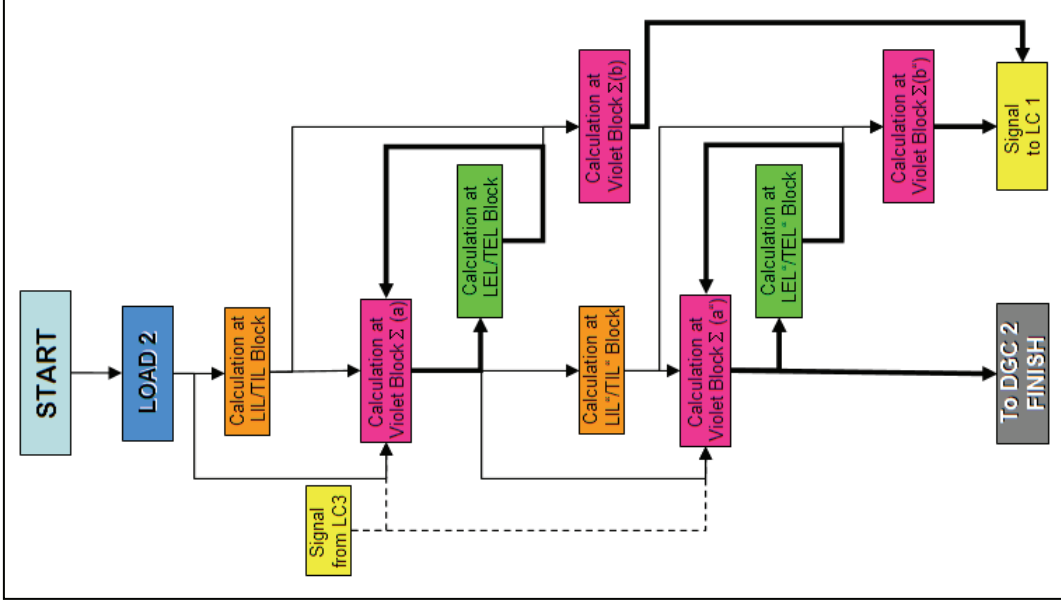 START
LOAD 2
Calculation at
LIL/TIL Block
Calculation at
Violet Block Σ (a)
Calculation at
LEL/TEL Block
Calculation at
Violet Block Σ(b)
Signal
from LC3
Calculation at
LIL“/TIL“ Block
Calculation at
Violet Block Σ (a“)
Calculation at
LEL“/TEL“ Block
Calculation at
Violet Block Σ(b“)
Signal
to LC 1
To DGC 2
FINISH